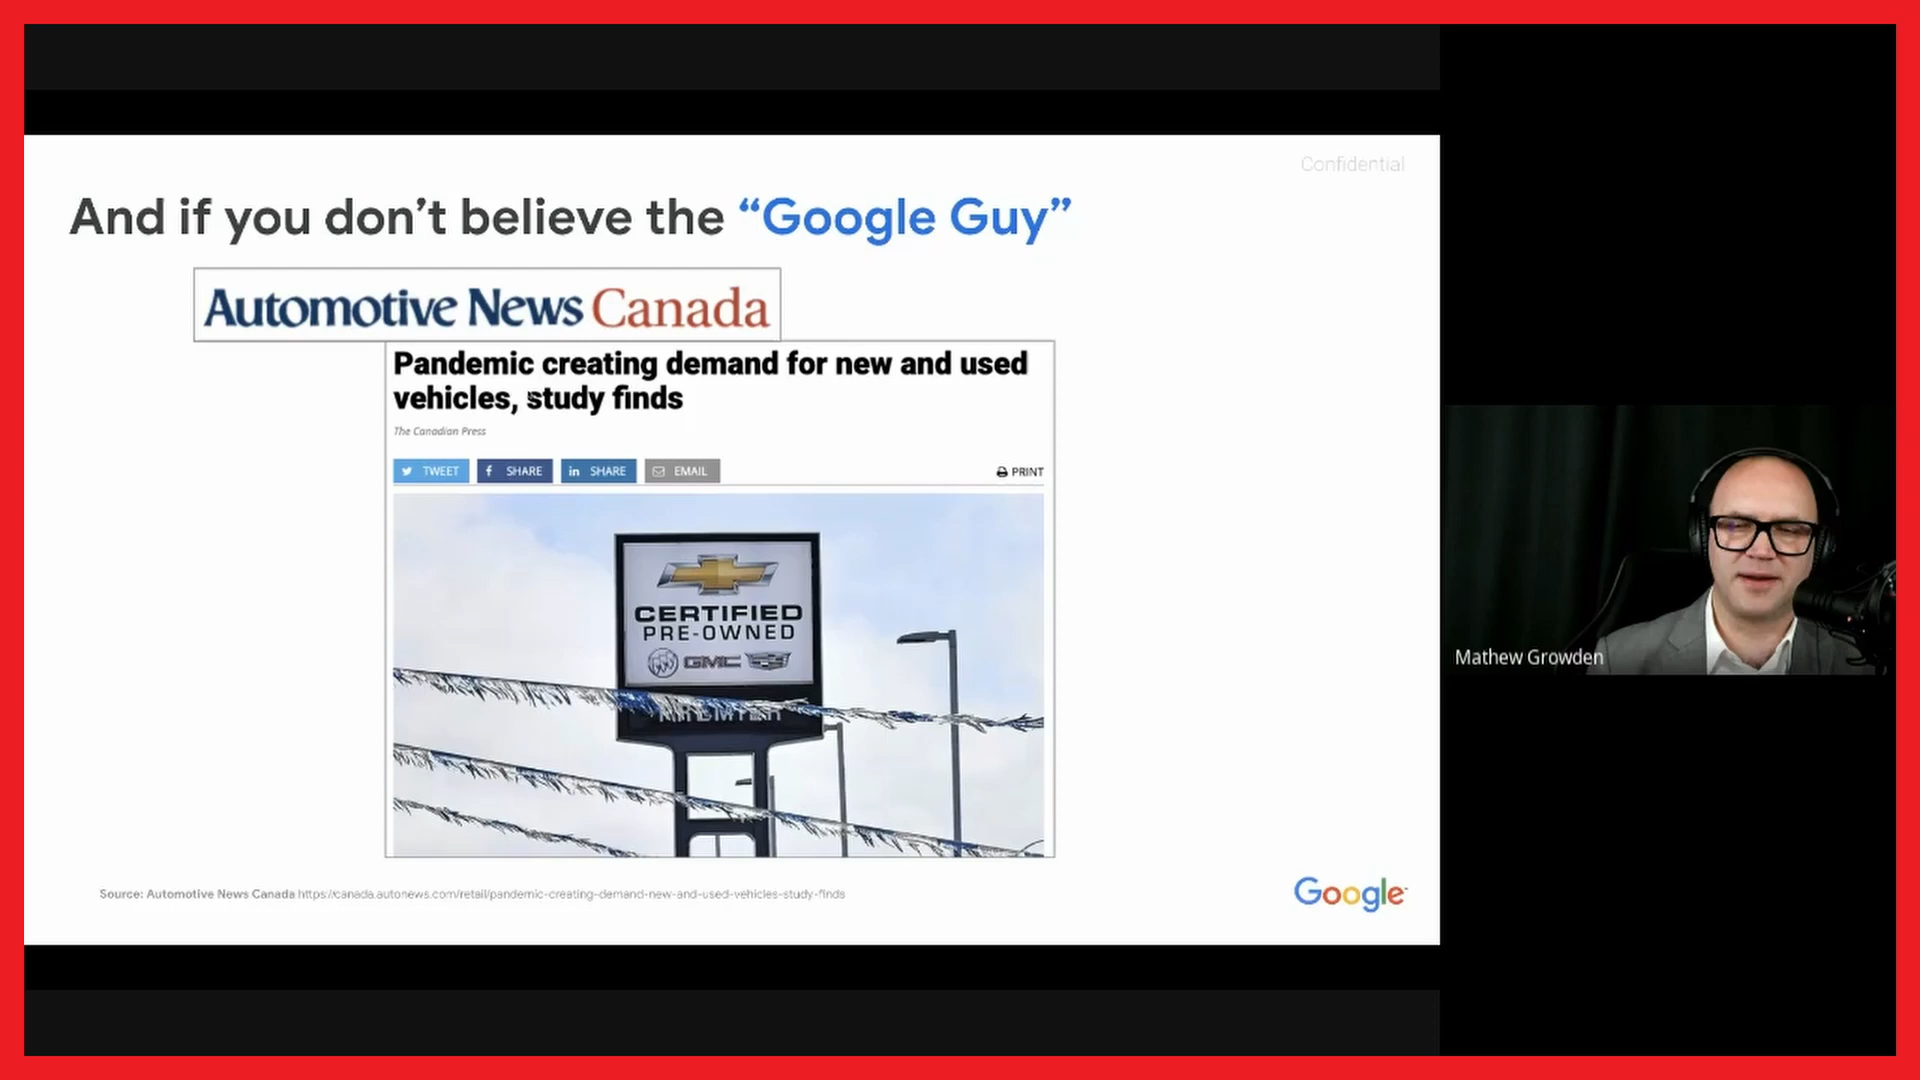 Confidential
And if you don't believe the “Google Guy”
Automotive News Canada
Pandemic creating demand for new and used
vehicles, study finds
The Canadian Press
TWEET
SHARE
SHARE
EMAIL
PRINT
CERTIFIED
PRE-OWNED
GMC
Source: Automotive News Canada https://canada.autonews.com/retail/pandemic-creating-demand-new-and-used-vehicles-study-finds
Google
Mathew Growden